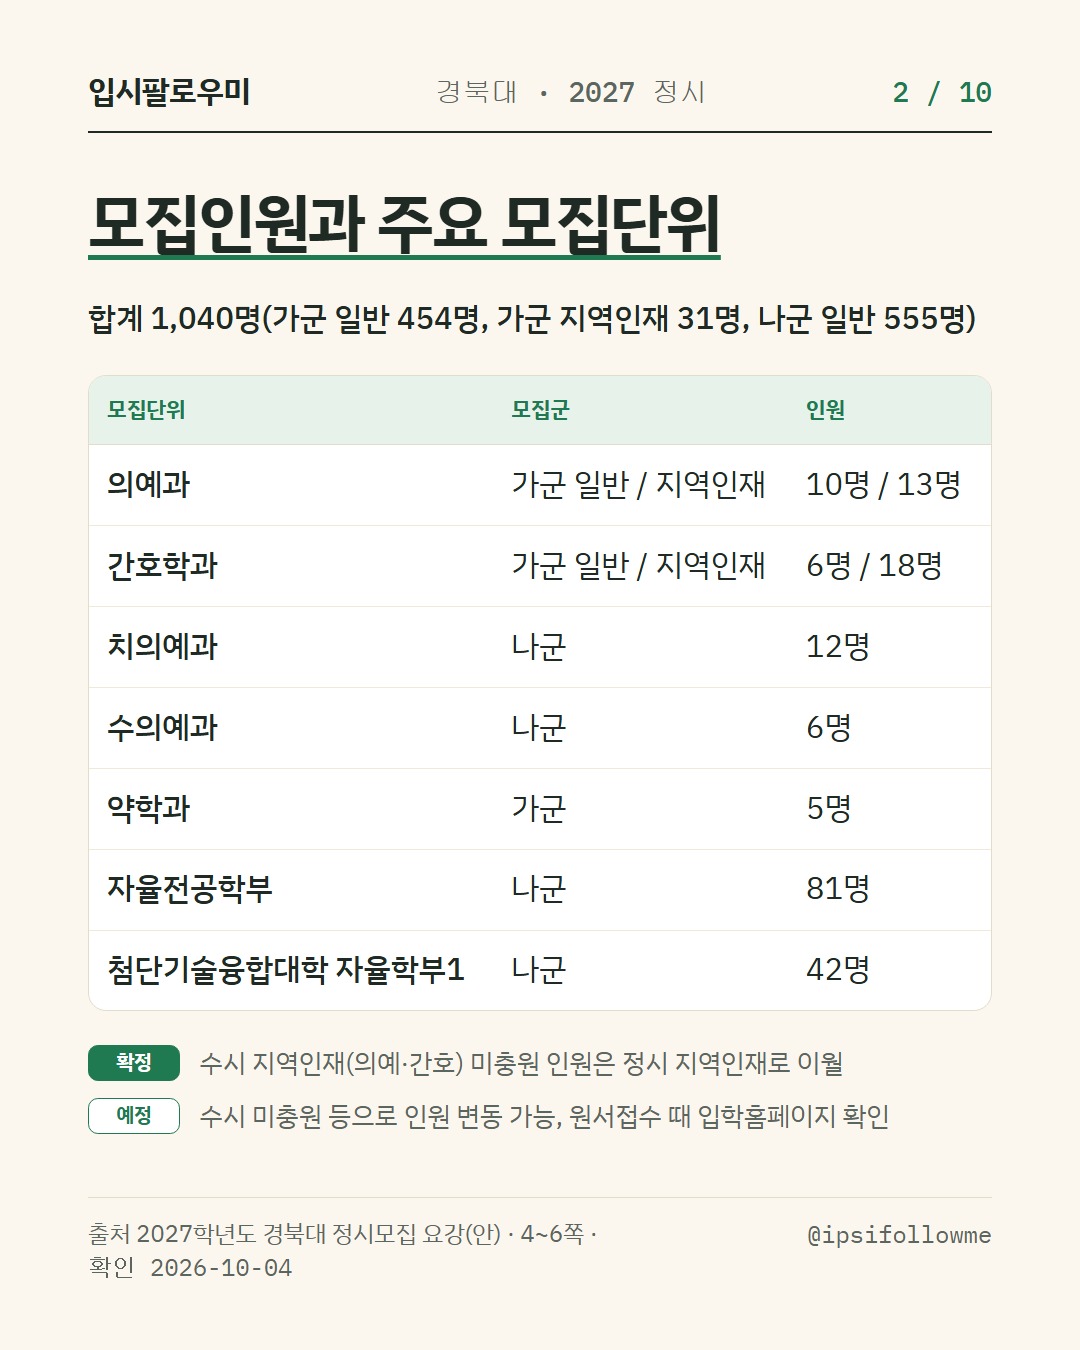 입시팔로우미
경북대 · 2027 정시
2 / 10
모집인원과 주요 모집단위
합계 1,040명(가군 일반 454명, 가군 지역인재 31명, 나군 일반 555명)
모집단위 모집군 인원
의예과 가군 일반 / 지역인재 10명 / 13명
간호학과 가군 일반 / 지역인재 6명 / 18명
치의예과 나군 12명
수의예과 나군 6명
약학과 가군 5명
자율전공학부 나군 81명
첨단기술융합대학 자율학부1 나군 42명
확정 수시 지역인재(의예·간호) 미충원 인원은 정시 지역인재로 이월
예정 수시 미충원 등으로 인원 변동 가능, 원서접수 때 입학홈페이지 확인
출처 2027학년도 경북대 정시모집 요강(안) · 4~6쪽 ·
확인 2026-10-04
@ipsifollowme